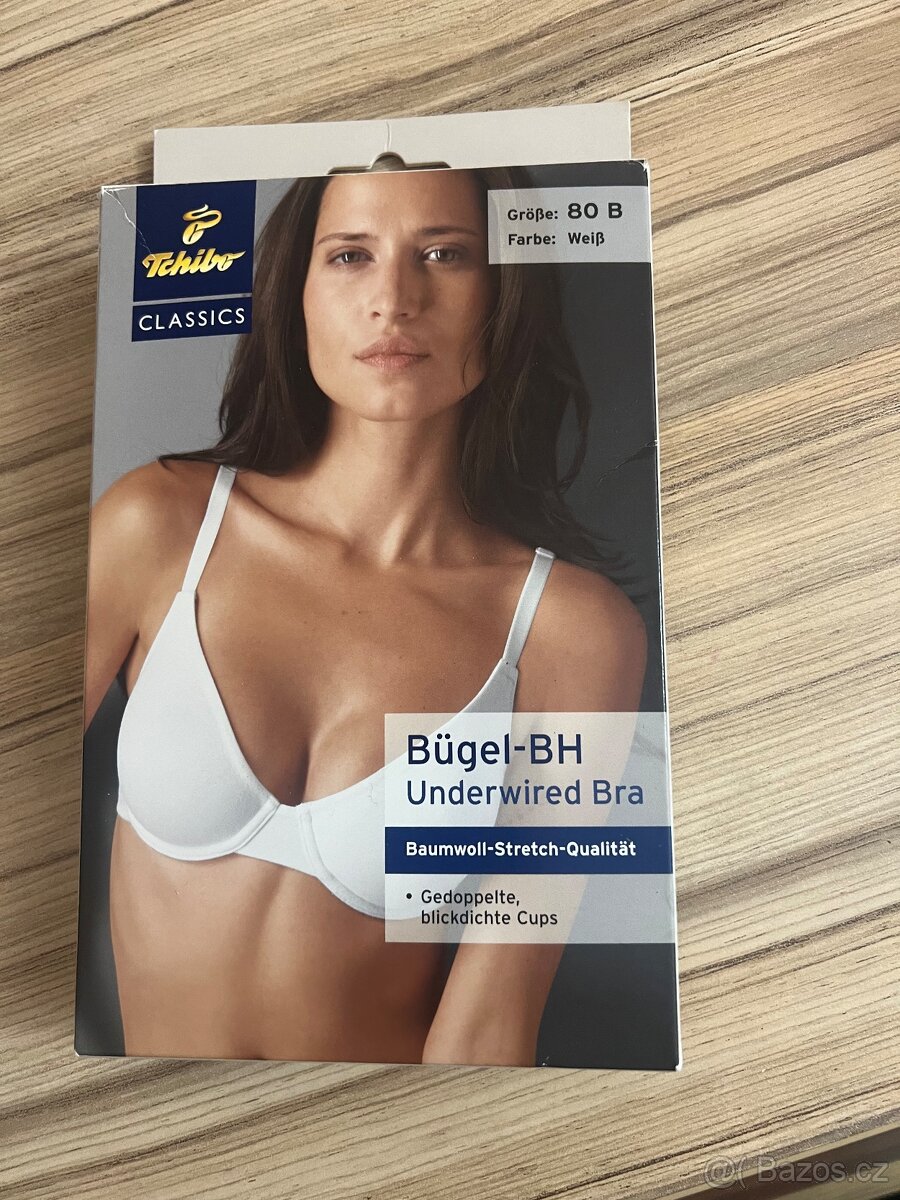 Tchibo
CLASSICS
Größe: 80 B
Farbe: Weiß
Bügel-BH
Underwired Bra
Baumwoll-Stretch-Qualität
• Gedoppelte,
blickdichte Cups
Bazos.cz